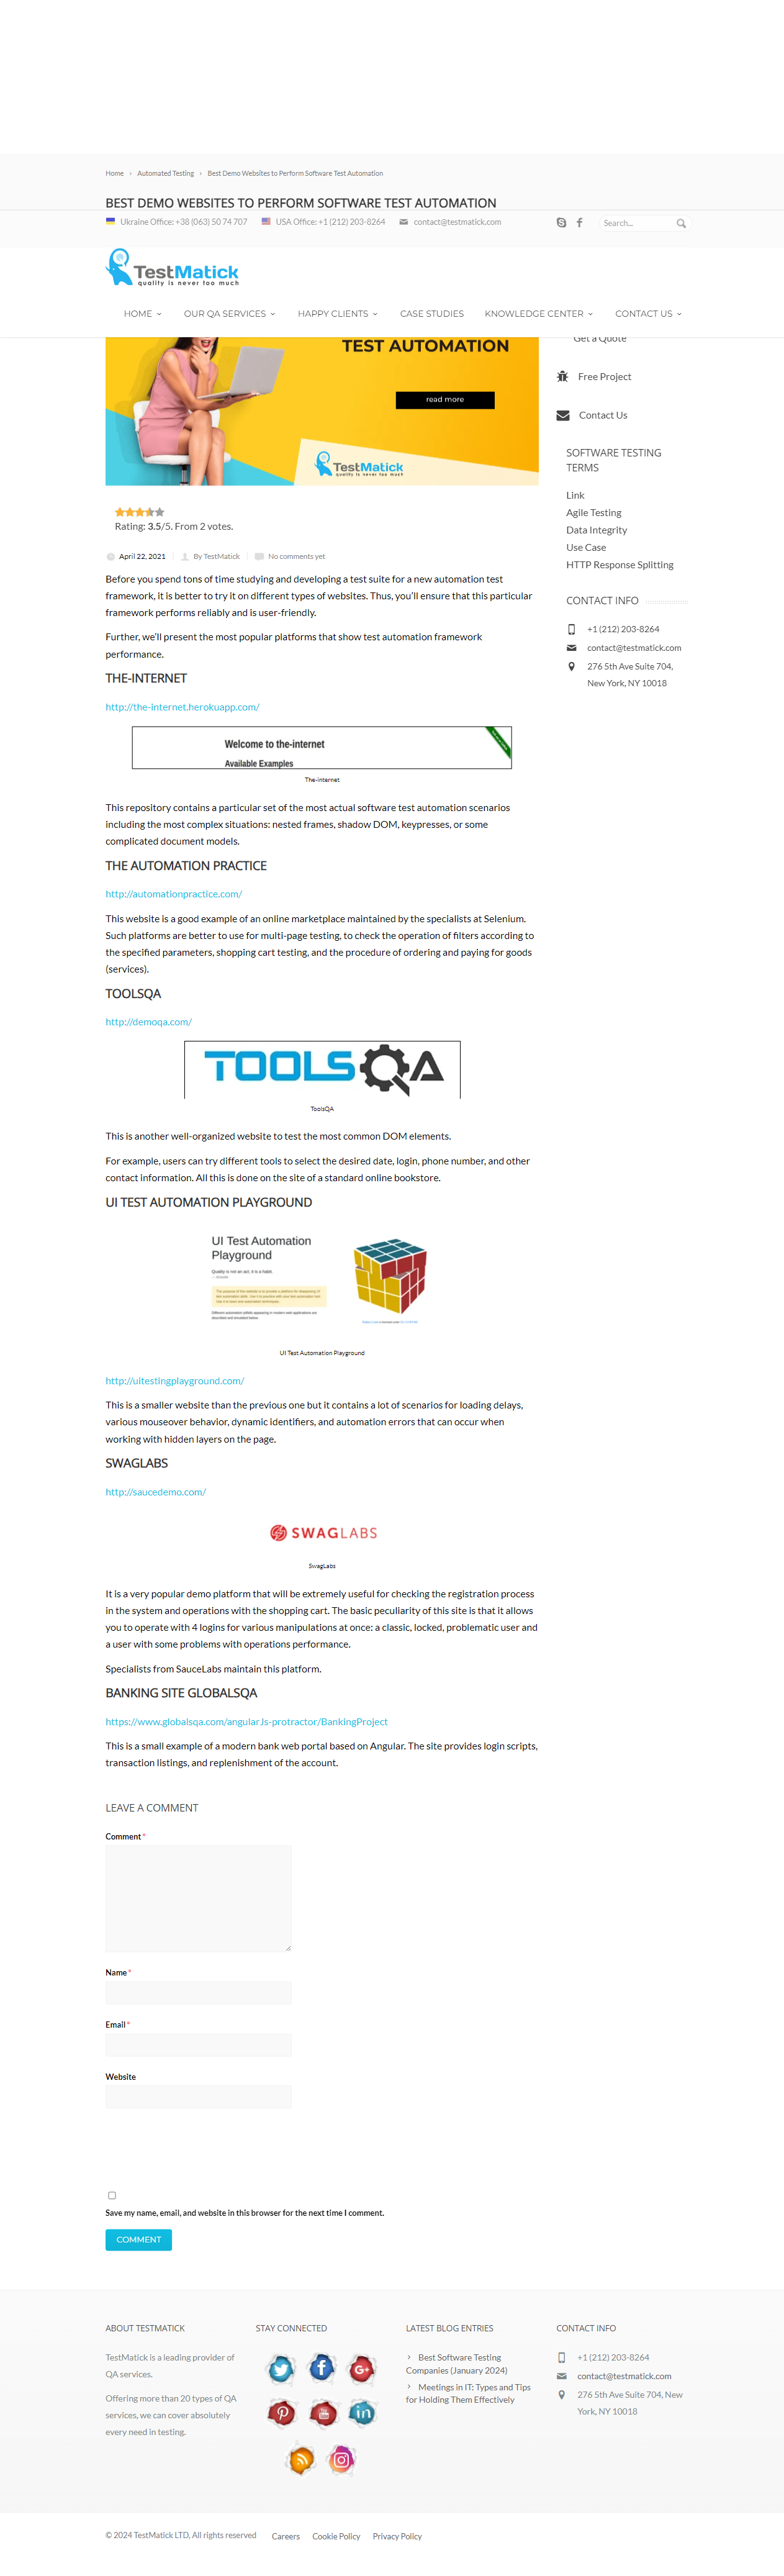 Home › Automated Testing › Best Demo Websites to Perform Software Test Automation
BEST DEMO WEBSITES TO PERFORM SOFTWARE TEST AUTOMATION
Ukraine Office: +38 (063) 50 74 707 USA Office: +1 (212) 203-8264 contact@testmatick.com Search...
TestMatick
quality is never too much
HOME OUR QA SERVICES HAPPY CLIENTS CASE STUDIES KNOWLEDGE CENTER CONTACT US
TEST AUTOMATION
read more
TestMatick
quality is never too much
Get a Quote
Free Project
Contact Us
SOFTWARE TESTING
TERMS
Link
Agile Testing
Data Integrity
Use Case
HTTP Response Splitting
CONTACT INFO
+1 (212) 203-8264
contact@testmatick.com
276 5th Ave Suite 704,
New York, NY 10018
Rating: 3.5/5. From 2 votes.
April 22, 2021 By TestMatick No comments yet
Before you spend tons of time studying and developing a test suite for a new automation test
framework, it is better to try it on different types of websites. Thus, you'll ensure that this particular
framework performs reliably and is user-friendly.
Further, we'll present the most popular platforms that show test automation framework
performance.
THE-INTERNET
http://the-internet.herokuapp.com/
Welcome to the-internet
Available Examples
The-internet
This repository contains a particular set of the most actual software test automation scenarios
including the most complex situations: nested frames, shadow DOM, keypresses, or some
complicated document models.
THE AUTOMATION PRACTICE
http://automationpractice.com/
This website is a good example of an online marketplace maintained by the specialists at Selenium.
Such platforms are better to use for multi-page testing, to check the operation of filters according to
the specified parameters, shopping cart testing, and the procedure of ordering and paying for goods
(services).
TOOLSQA
http://demoqa.com/
TOOLSQA
ToolsQA
This is another well-organized website to test the most common DOM elements.
For example, users can try different tools to select the desired date, login, phone number, and other
contact information. All this is done on the site of a standard online bookstore.
UI TEST AUTOMATION PLAYGROUND
UI Test Automation
Playground
Quality is not an act, it is a habit.
UI Test Automation Playground
http://uitestingplayground.com/
This is a smaller website than the previous one but it contains a lot of scenarios for loading delays,
various mouseover behavior, dynamic identifiers, and automation errors that can occur when
working with hidden layers on the page.
SWAGLABS
http://saucedemo.com/
SWAGLABS
SwagLabs
It is a very popular demo platform that will be extremely useful for checking the registration process
in the system and operations with the shopping cart. The basic peculiarity of this site is that it allows
you to operate with 4 logins for various manipulations at once: a classic, locked, problematic user and
a user with some problems with operations performance.
Specialists from SauceLabs maintain this platform.
BANKING SITE GLOBALSQA
https://www.globalsqa.com/angularJs-protractor/BankingProject
This is a small example of a modern bank web portal based on Angular. The site provides login scripts,
transaction listings, and replenishment of the account.
LEAVE A COMMENT
Comment *
Name *
Email *
Website
Save my name, email, and website in this browser for the next time I comment.
COMMENT
ABOUT TESTMATICK
TestMatick is a leading provider of
QA services.
Offering more than 20 types of QA
services, we can cover absolutely
every need in testing.
STAY CONNECTED
LATEST BLOG ENTRIES
Best Software Testing
Companies (January 2024)
Meetings in IT: Types and Tips
for Holding Them Effectively
CONTACT INFO
+1 (212) 203-8264
contact@testmatick.com
276 5th Ave Suite 704, New
York, NY 10018
© 2024 TestMatick LTD, All rights reserved Careers Cookie Policy Privacy Policy